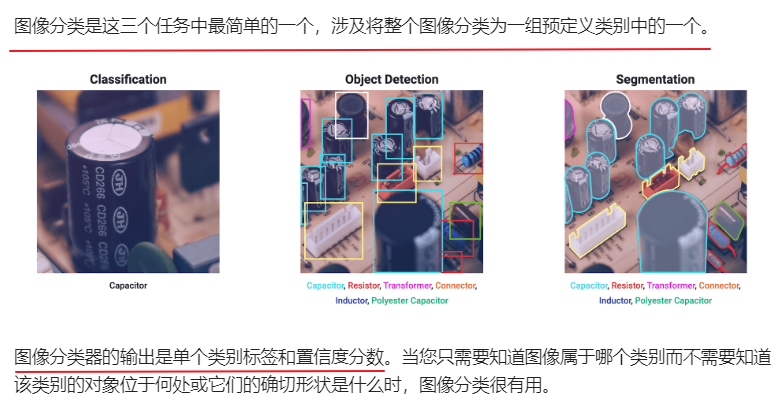 图像分类是这三个任务中最简单的一个，涉及将整个图像分类为一组预定义类别中的一个。
Classification
Object Detection
Segmentation
JH
CD266
+105°C
JH
CD266
+105°C
JH
CD266
Capacitor
Capacitor, Resistor, Transformer, Connector,
Inductor, Polyester Capacitor
Capacitor, Resistor, Transformer, Connector,
Inductor, Polyester Capacitor
图像分类器的输出是单个类别标签和置信度分数。当您只需要知道图像属于哪个类别而不需要知道
该类别的对象位于何处或它们的确切形状是什么时，图像分类很有用。